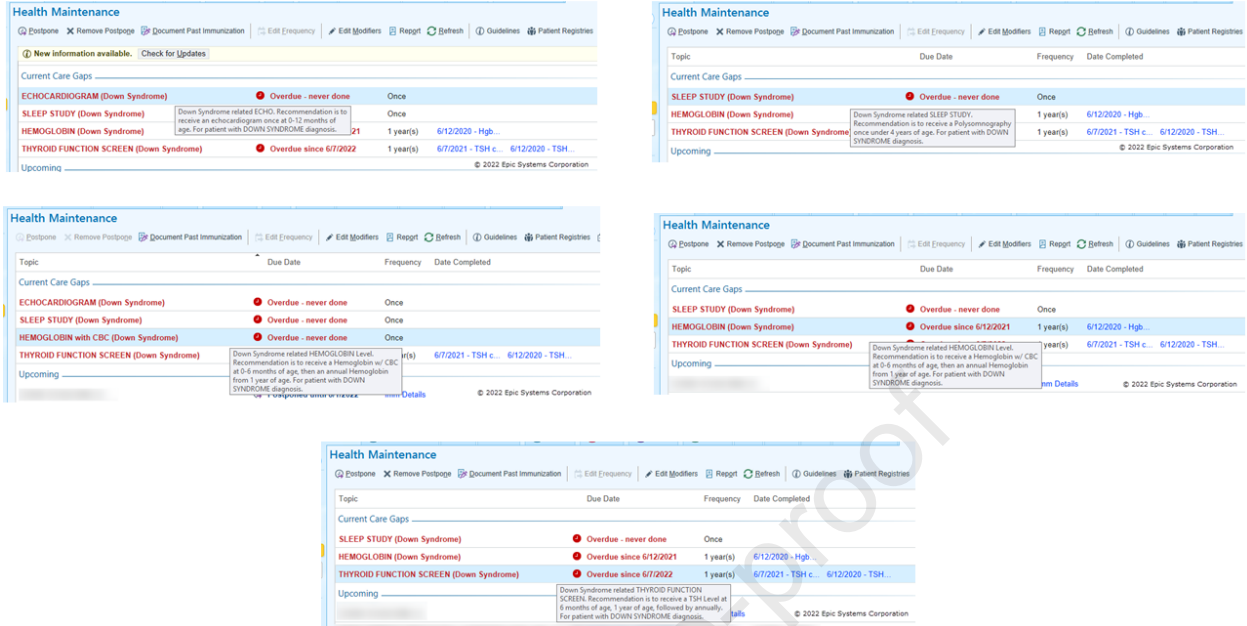 Health Maintenance
Postpone Remove Postpone Document Past Immunization Edit Frequency Edit Modifiers Report Refresh Guidelines Patient Registries
New information available. Check for Updates
Current Care Gaps
ECHOCARDIOGRAM (Down Syndrome) Overdue - never done Once
SLEEP STUDY (Down Syndrome) Once
HEMOGLOBIN (Down Syndrome) 21 1 year(s) 6/12/2020 - Hgb...
THYROID FUNCTION SCREEN (Down Syndrome) Overdue since 6/7/2022 1 year(s) 6/7/2021 - TSH c... 6/12/2020 - TSH...
Down Syndrome related ECHO. Recommendation is to
receive an echocardiogram once at 0-12 months of
age. For patient with DOWN SYNDROME diagnosis.
Upcoming
© 2022 Epic Systems Corporation
Health Maintenance
Postpone Remove Postpone Document Past Immunization Edit Frequency Edit Modifiers Report Refresh Guidelines Patient Registries
Topic Due Date Frequency Date Completed
Current Care Gaps
SLEEP STUDY (Down Syndrome) Overdue - never done Once
HEMOGLOBIN (Down Syndrome) 1 year(s) 6/12/2020 - Hgb...
THYROID FUNCTION SCREEN (Down Syndrome) 1 year(s) 6/7/2021 - TSH c... 6/12/2020 - TSH...
Down Syndrome related SLEEP STUDY.
Recommendation is to receive a Polysomnography
once under 4 years of age. For patient with DOWN
SYNDROME diagnosis.
Upcoming
© 2022 Epic Systems Corporation
Health Maintenance
Postpone Remove Postpone Document Past Immunization Edit Frequency Edit Modifiers Report Refresh Guidelines Patient Registries
Topic Due Date Frequency Date Completed
Current Care Gaps
ECHOCARDIOGRAM (Down Syndrome) Overdue - never done Once
SLEEP STUDY (Down Syndrome) Overdue - never done Once
HEMOGLOBIN with CBC (Down Syndrome) Overdue - never done Once
THYROID FUNCTION SCREEN (Down Syndrome) r(s) 6/7/2021 - TSH c... 6/12/2020 - TSH...
Down Syndrome related HEMOGLOBIN Level.
Recommendation is to receive a Hemoglobin w/ CBC
at 0-6 months of age, then an annual Hemoglobin
from 1 year of age. For patient with DOWN
SYNDROME diagnosis.
Upcoming
Details
© 2022 Epic Systems Corporation
Health Maintenance
Postpone Remove Postpone Document Past Immunization Edit Frequency Edit Modifiers Report Refresh Guidelines Patient Registries
Topic Due Date Frequency Date Completed
Current Care Gaps
SLEEP STUDY (Down Syndrome) Overdue - never done Once
HEMOGLOBIN (Down Syndrome) Overdue since 6/12/2021 1 year(s) 6/12/2020 - Hgb...
THYROID FUNCTION SCREEN (Down Syndrome) 1 year(s) 6/7/2021 - TSH c... 6/12/2020 - TSH...
Down Syndrome related HEMOGLOBIN Level.
Recommendation is to receive a Hemoglobin w/ CBC
at 0-6 months of age, then an annual Hemoglobin
from 1 year of age. For patient with DOWN
SYNDROME diagnosis.
Upcoming
mm Details
© 2022 Epic Systems Corporation
Health Maintenance
Postpone Remove Postpone Document Past Immunization Edit Frequency Edit Modifiers Report Refresh Guidelines Patient Registries
Topic Due Date Frequency Date Completed
Current Care Gaps
SLEEP STUDY (Down Syndrome) Overdue - never done Once
HEMOGLOBIN (Down Syndrome) Overdue since 6/12/2021 1 year(s) 6/12/2020 - Hgb...
THYROID FUNCTION SCREEN (Down Syndrome) Overdue since 6/7/2022 1 year(s) 6/7/2021 - TSH c... 6/12/2020 - TSH...
Down Syndrome related THYROID FUNCTION
SCREEN. Recommendation is to receive a TSH Level at
6 months of age, 1 year of age, followed by annually.
For patient with DOWN SYNDROME diagnosis.
Upcoming
tails
© 2022 Epic Systems Corporation
-proof